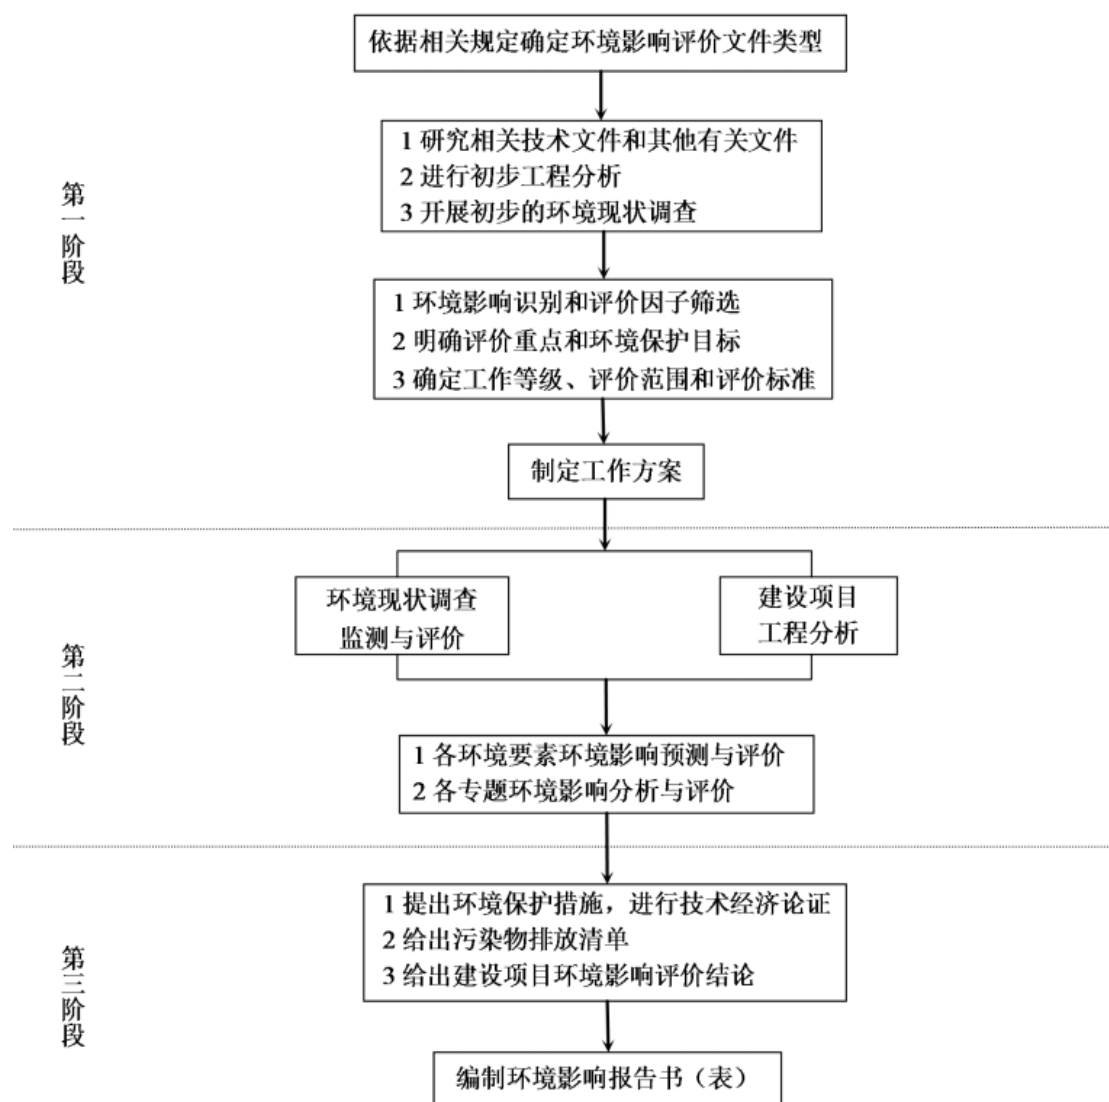 依据相关规定确定环境影响评价文件类型
1 研究相关技术文件和其他有关文件
2 进行初步工程分析
3 开展初步的环境现状调查
第一阶段
1 环境影响识别和评价因子筛选
2 明确评价重点和环境保护目标
3 确定工作等级、评价范围和评价标准
制定工作方案
环境现状调查
监测与评价
建设项目
工程分析
第二阶段
1 各环境要素环境影响预测与评价
2 各专题环境影响分析与评价
1 提出环境保护措施，进行技术经济论证
2 给出污染物排放清单
3 给出建设项目环境影响评价结论
第三阶段
编制环境影响报告书（表）